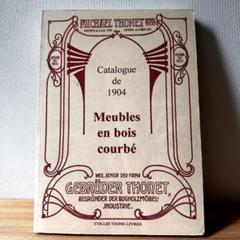 MICHAEL THONET
Catalogue
de
1904
Meubles
en bois
courbé
WEIL. SENIOR DER FIRMA
GEBRÜDER THONET,
BEGRÜNDER DER BUGHOLZMÖBEL-
JNDUSTRIE.
COLLECTIONS LIVRES